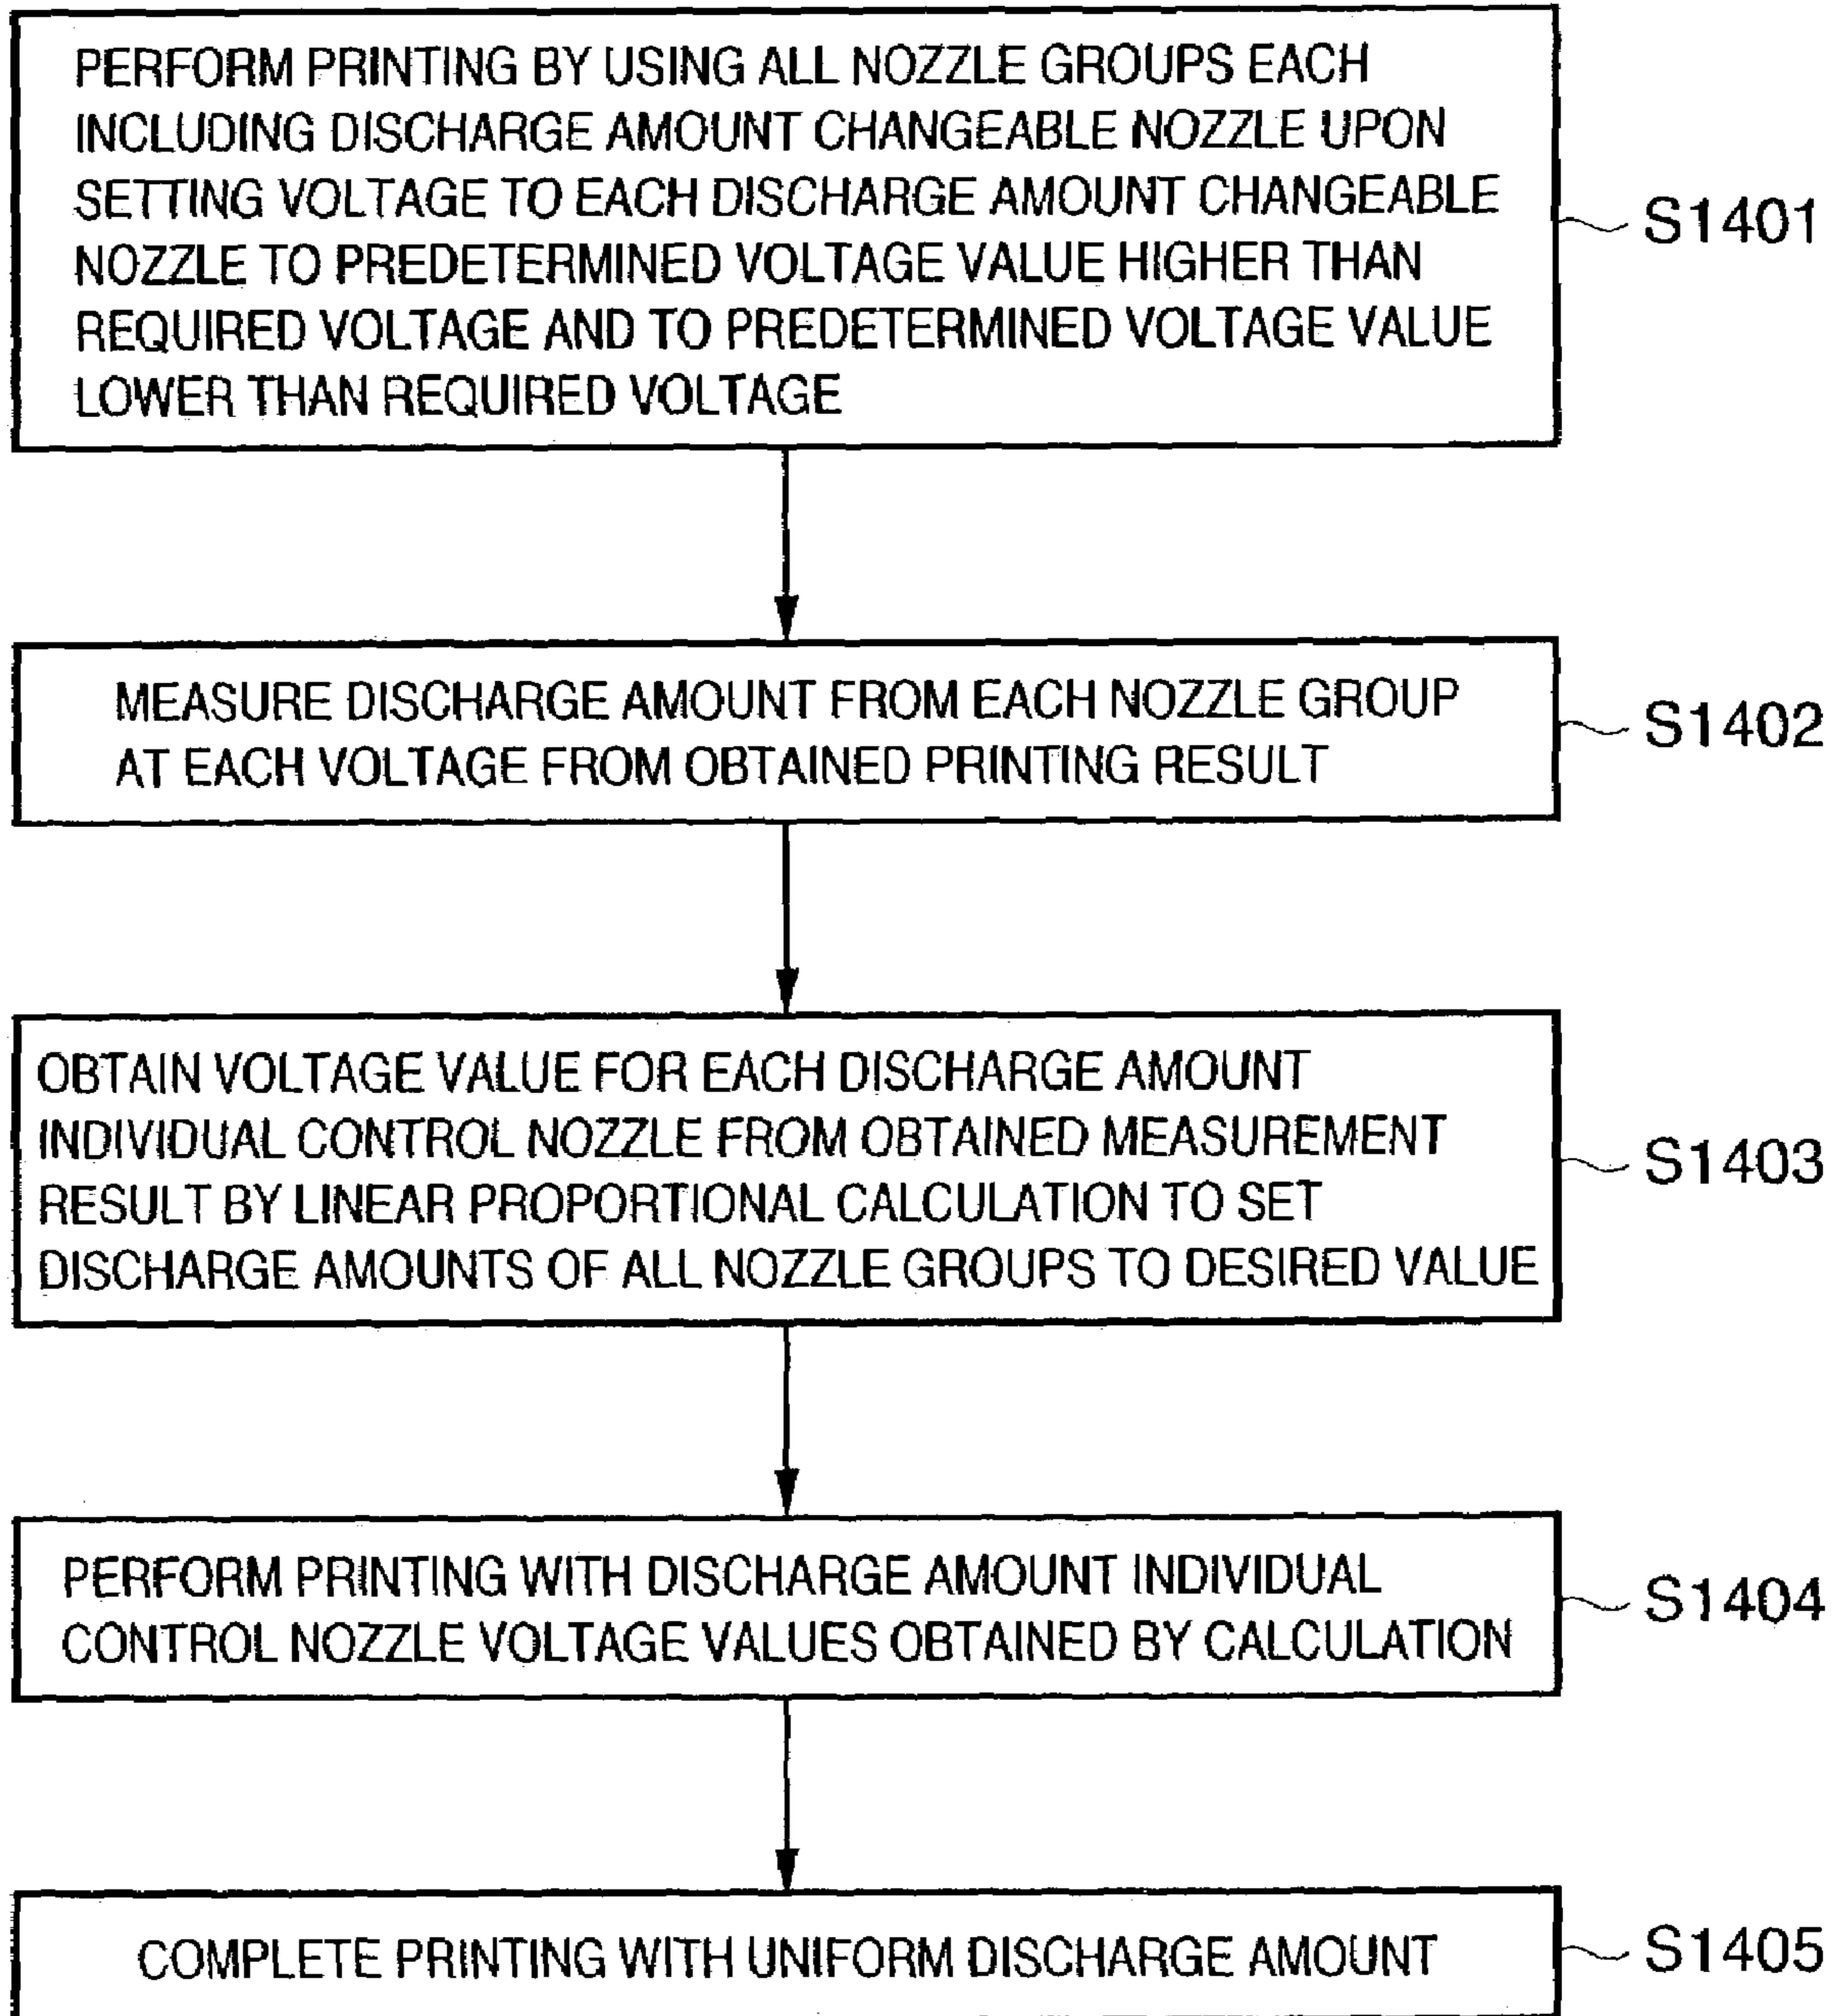 PERFORM PRINTING BY USING ALL NOZZLE GROUPS EACH
INCLUDING DISCHARGE AMOUNT CHANGEABLE NOZZLE UPON
SETTING VOLTAGE TO EACH DISCHARGE AMOUNT CHANGEABLE
NOZZLE TO PREDETERMINED VOLTAGE VALUE HIGHER THAN
REQUIRED VOLTAGE AND TO PREDETERMINED VOLTAGE VALUE
LOWER THAN REQUIRED VOLTAGE
S1401
MEASURE DISCHARGE AMOUNT FROM EACH NOZZLE GROUP
AT EACH VOLTAGE FROM OBTAINED PRINTING RESULT
S1402
OBTAIN VOLTAGE VALUE FOR EACH DISCHARGE AMOUNT
INDIVIDUAL CONTROL NOZZLE FROM OBTAINED MEASUREMENT
RESULT BY LINEAR PROPORTIONAL CALCULATION TO SET
DISCHARGE AMOUNTS OF ALL NOZZLE GROUPS TO DESIRED VALUE
S1403
PERFORM PRINTING WITH DISCHARGE AMOUNT INDIVIDUAL
CONTROL NOZZLE VOLTAGE VALUES OBTAINED BY CALCULATION
S1404
COMPLETE PRINTING WITH UNIFORM DISCHARGE AMOUNT
S1405